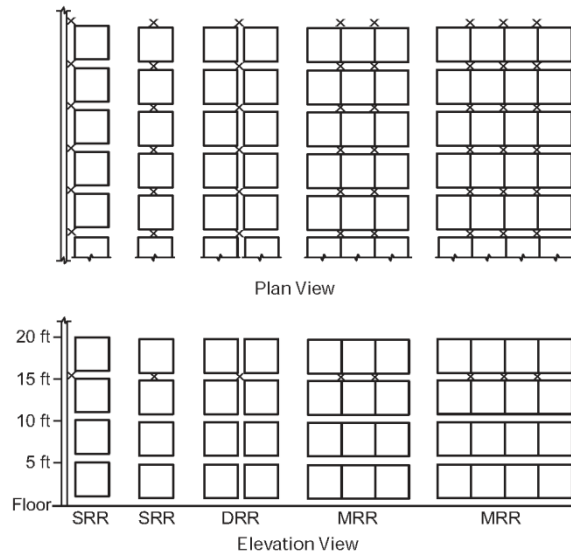 Plan View
20 ft
15 ft
10 ft
5 ft
Floor
SRR SRR DRR MRR MRR
Elevation View